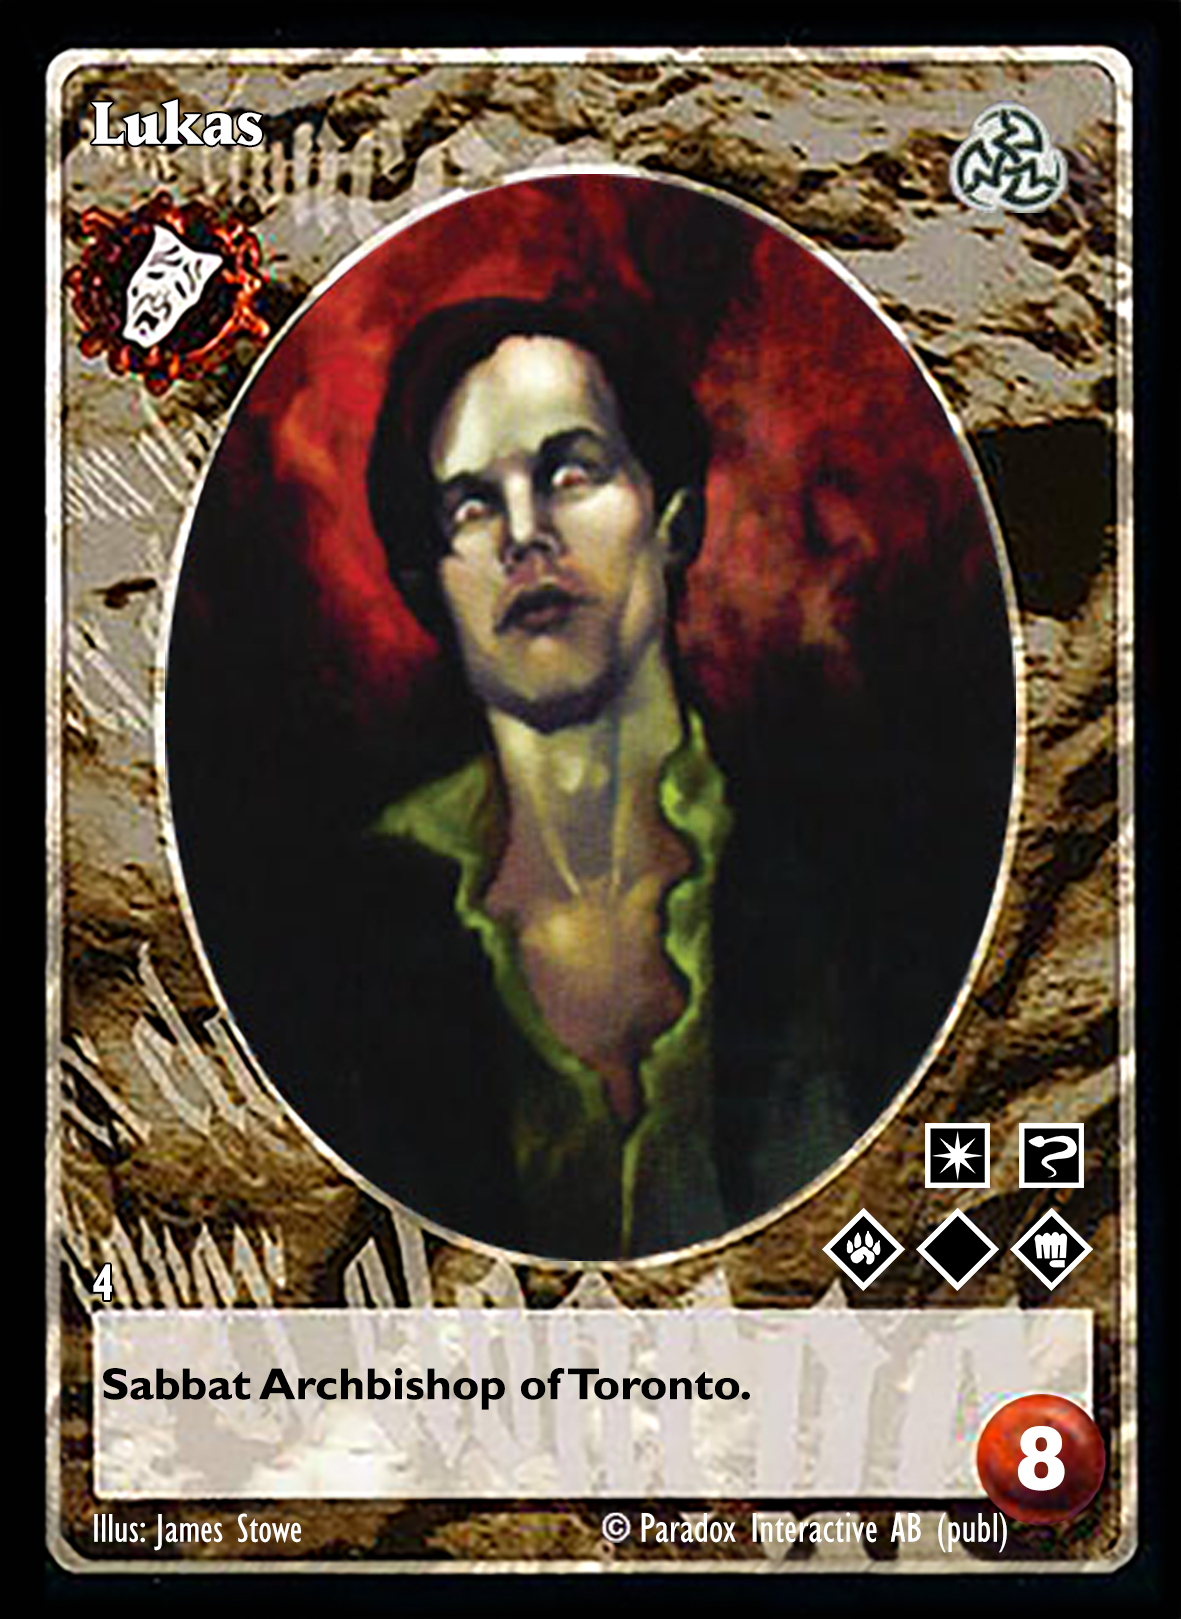 Lukas
4
Sabbat Archbishop of Toronto.
8
Illus: James Stowe
© Paradox Interactive AB (publ)